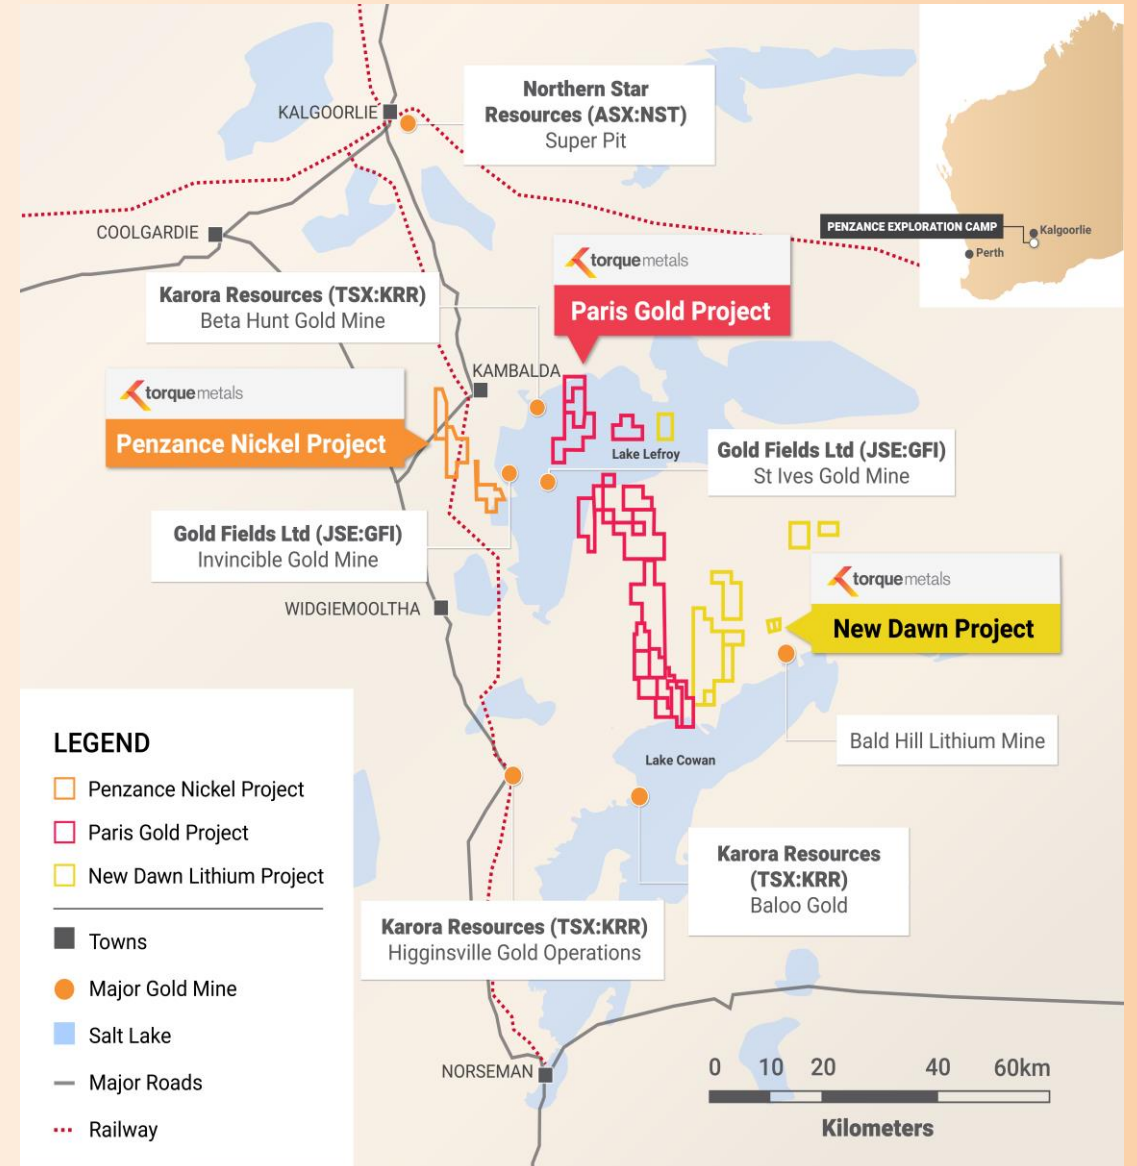 Northern Star
Resources (ASX:NST)
Super Pit
KALGOORLIE
COOLGARDIE
PENZANCE EXPLORATION CAMP
Kalgoorlie
Perth
torquemetals
Paris Gold Project
Karora Resources (TSX:KRR)
Beta Hunt Gold Mine
KAMBALDA
torquemetals
Penzance Nickel Project
Lake Lefroy
Gold Fields Ltd (JSE:GFI)
St Ives Gold Mine
Gold Fields Ltd (JSE:GFI)
Invincible Gold Mine
torquemetals
New Dawn Project
WIDGIEMOOLTHA
Bald Hill Lithium Mine
Lake Cowan
LEGEND
Penzance Nickel Project
Paris Gold Project
New Dawn Lithium Project
Towns
Major Gold Mine
Salt Lake
Major Roads
Railway
Karora Resources
(TSX:KRR)
Baloo Gold
Karora Resources (TSX:KRR)
Higginsville Gold Operations
NORSEMAN
0 10 20 40 60km
Kilometers